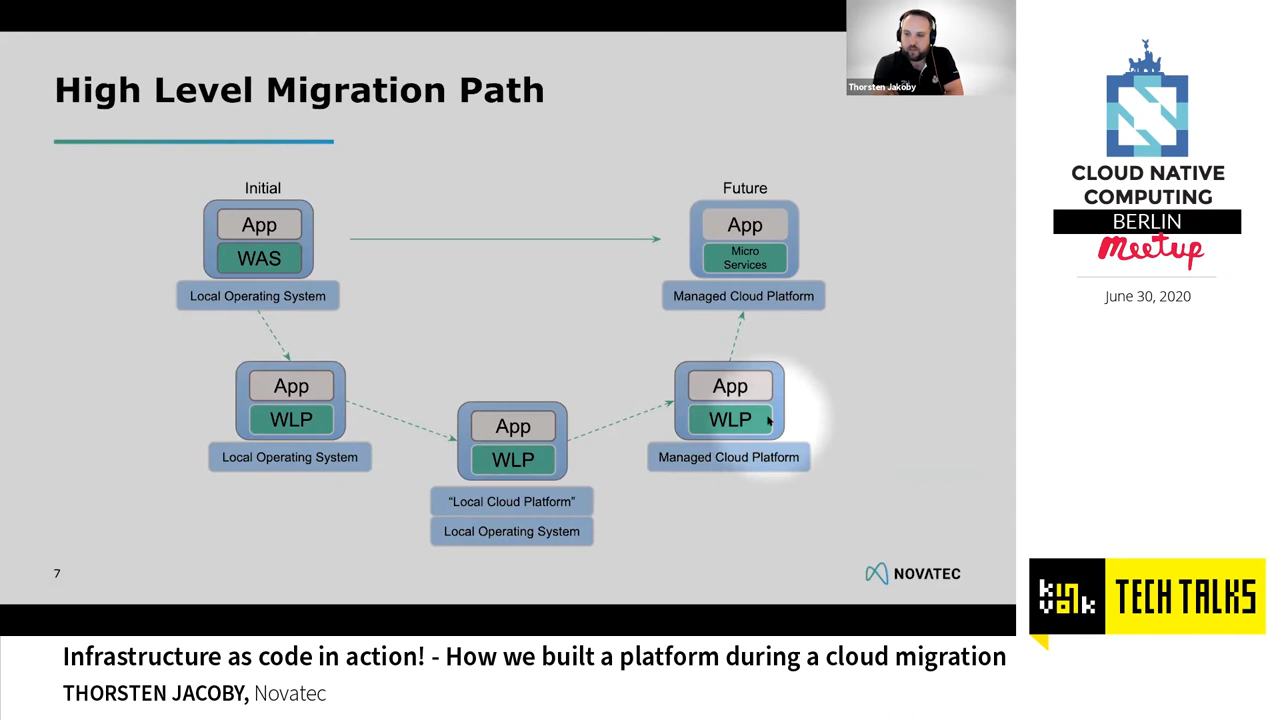 High Level Migration Path
Thorsten Jakoby
Initial
App
WAS
Local Operating System
Future
App
Micro
Services
Managed Cloud Platform
App
WLP
Local Operating System
App
WLP
“Local Cloud Platform”
Local Operating System
App
WLP
Managed Cloud Platform
7
NOVATEC
CLOUD NATIVE
COMPUTING
BERLIN
meetup
June 30, 2020
kinvolk
TECH TALKS
Infrastructure as code in action! - How we built a platform during a cloud migration
THORSTEN JACOBY, Novatec